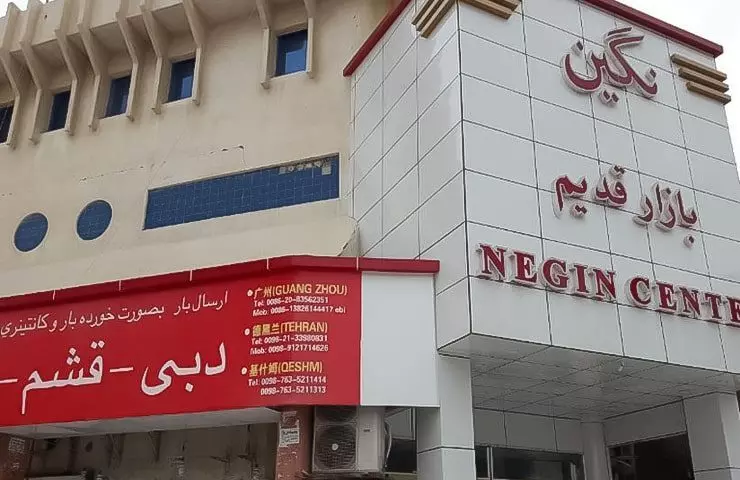 نگین
بازار قدیم
NEGIN CENTE
ارسال بار بصورت خورده بار و کانتینری
دبی - قشم -
• 广州(GUANG ZHOU)
Tel: 0086-20-83562351
Mob: 0086-13826144417 ebi
• 德黑兰(TEHRAN)
Tel: 0098-21-33980831
Mob: 0098-9121714626
• 基什姆(QESHM)
Tel: 0098-763-5211414
0098-763-5211313